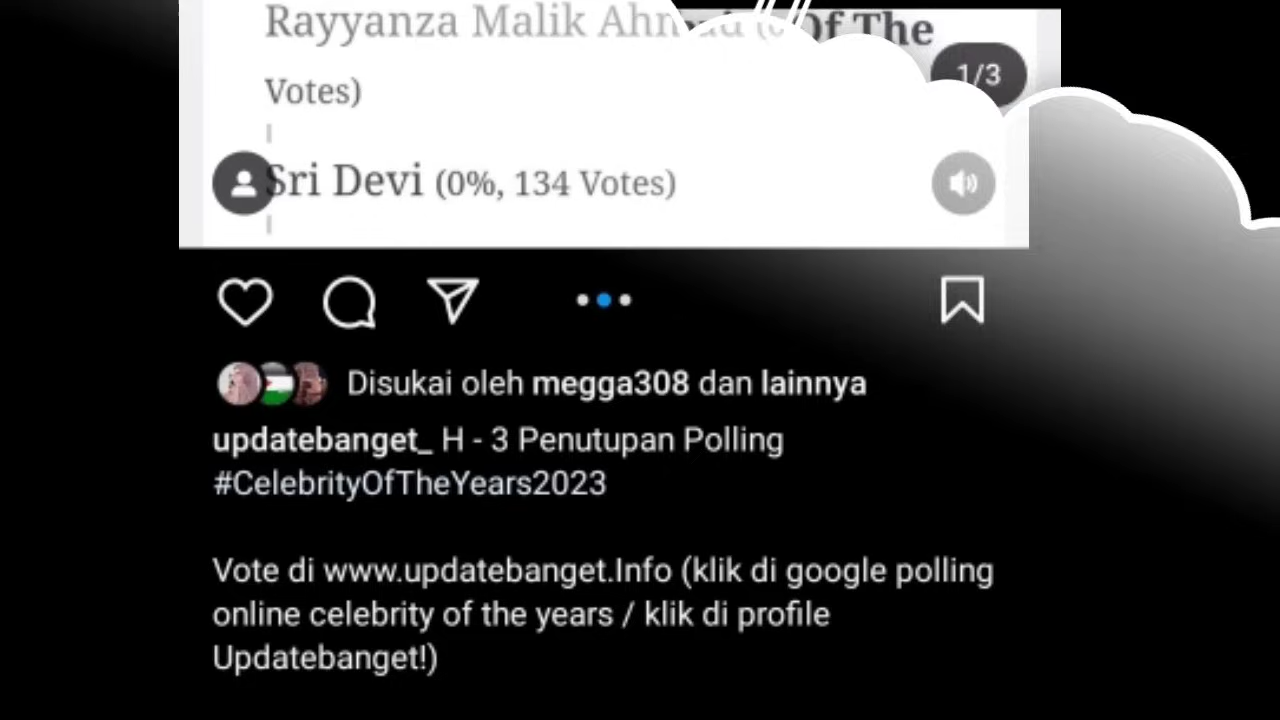 Rayyanza Malik Of The
1/3
Votes)
Sri Devi (0%, 134 Votes)
Disukai oleh megga308 dan lainnya
updatebanget_ H - 3 Penutupan Polling
#CelebrityOfTheYears2023
Vote di www.updatebanget.Info (klik di google polling
online celebrity of the years / klik di profile
Updatebanget!)